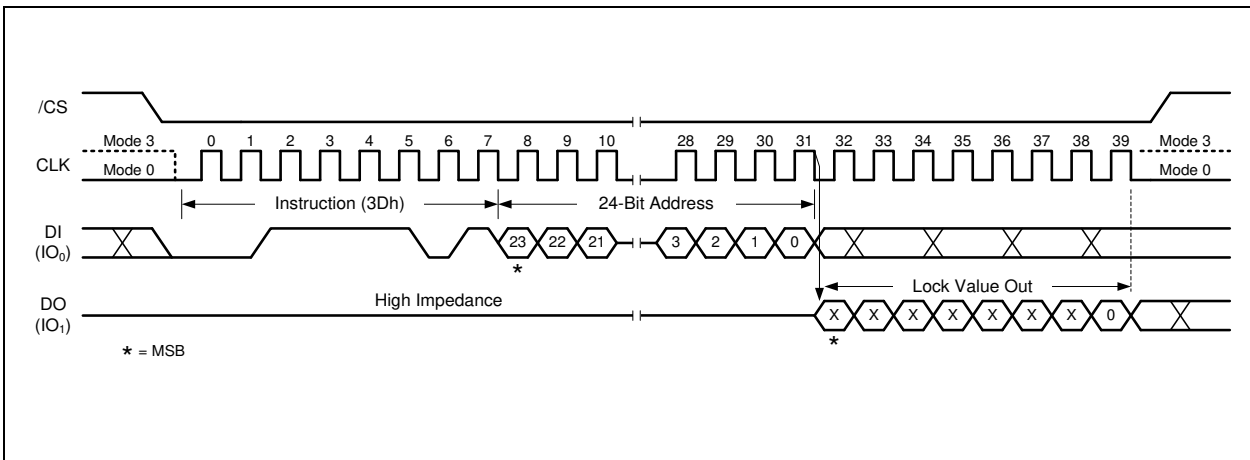 /CS
Mode 3 0 1 2 3 4 5 6 7 8 9 10 28 29 30 31 32 33 34 35 36 37 38 39 Mode 3
CLK Mode 0 Mode 0
Instruction (3Dh) 24-Bit Address
DI
(IO₀)
23 22 21 3 2 1 0
*
Lock Value Out
High Impedance
DO
(IO₁)
X X X X X X X 0
*
* = MSB